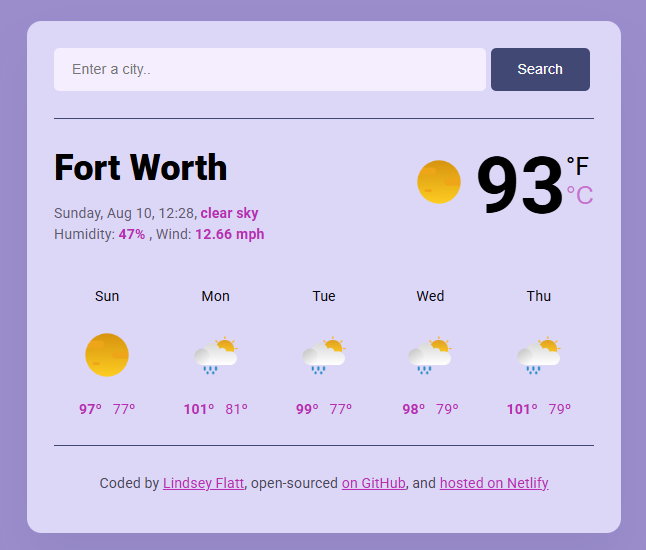 Enter a city..
Search
Fort Worth
93 °F
°C
Sunday, Aug 10, 12:28, clear sky
Humidity: 47% , Wind: 12.66 mph
Sun Mon Tue Wed Thu
97° 77° 101° 81° 99° 77° 98° 79° 101° 79°
Coded by Lindsey Flatt, open-sourced on GitHub, and hosted on Netlify